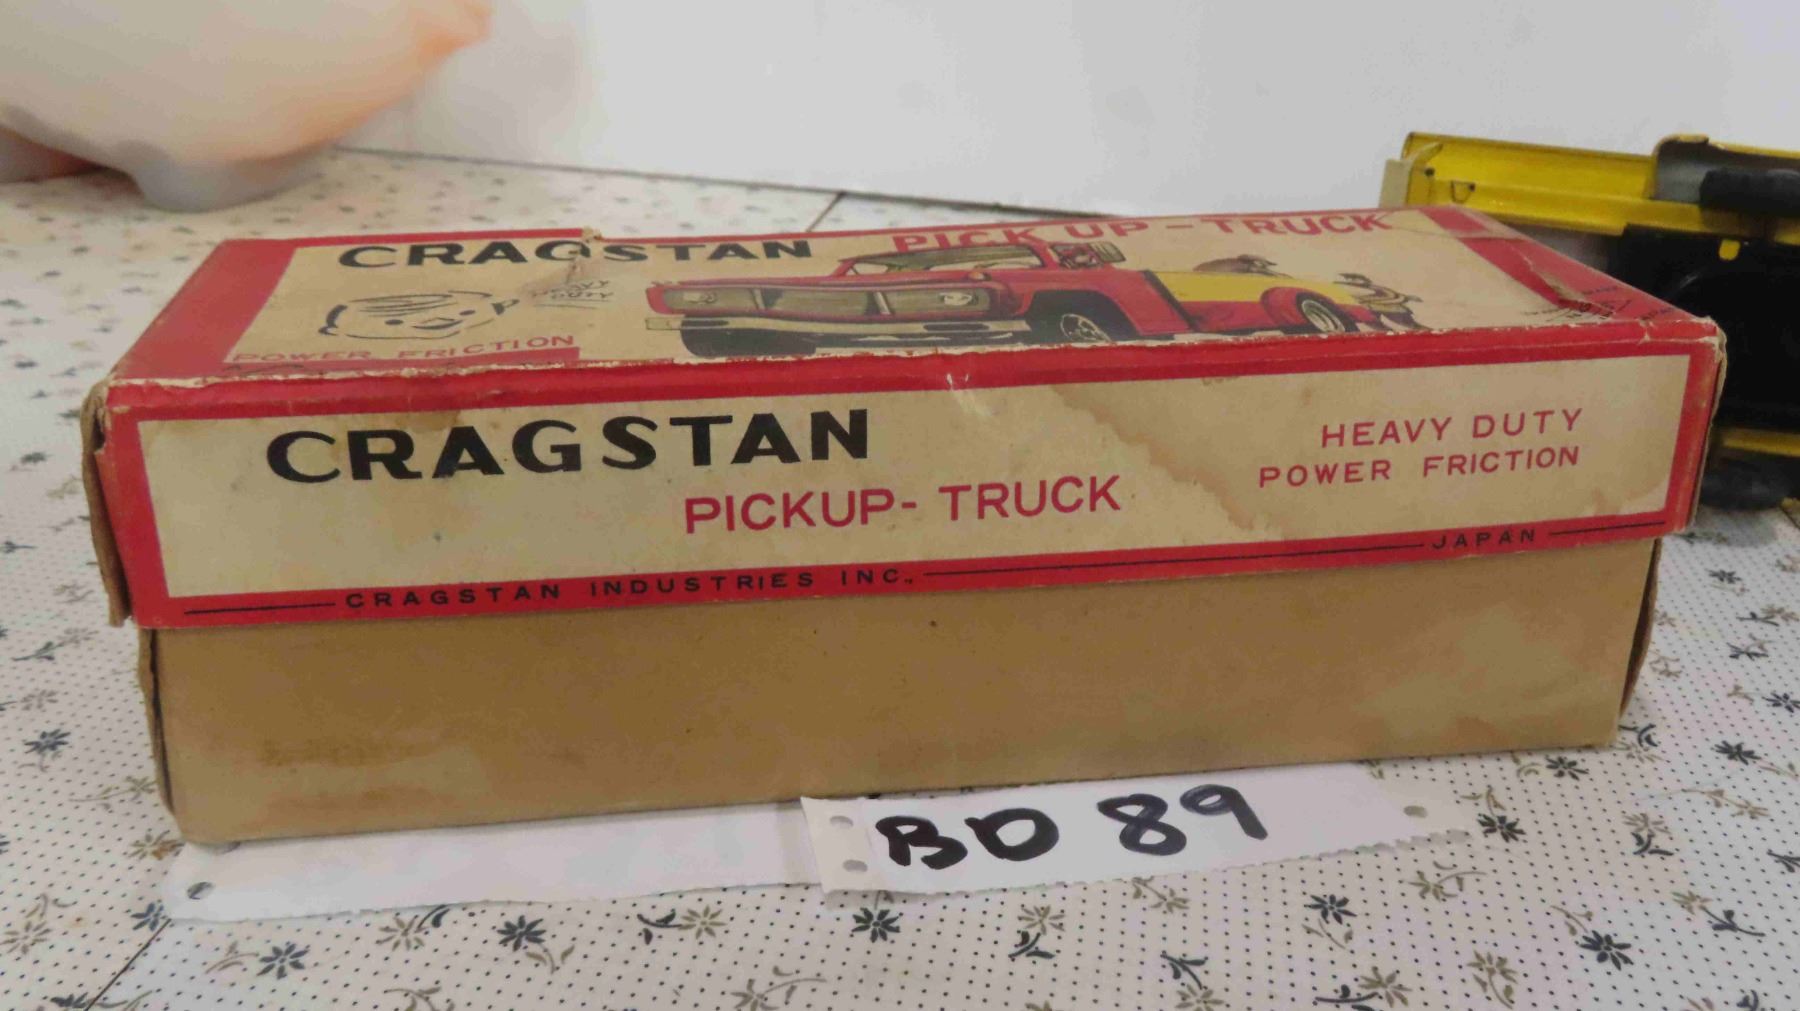 CRAGSTAN
PICK UP - TRUCK
HEAVY
DUTY
POWER FRICTION
CRAGSTAN
PICKUP- TRUCK
HEAVY DUTY
POWER FRICTION
CRAGSTAN INDUSTRIES INC.,
JAPAN
BD 89